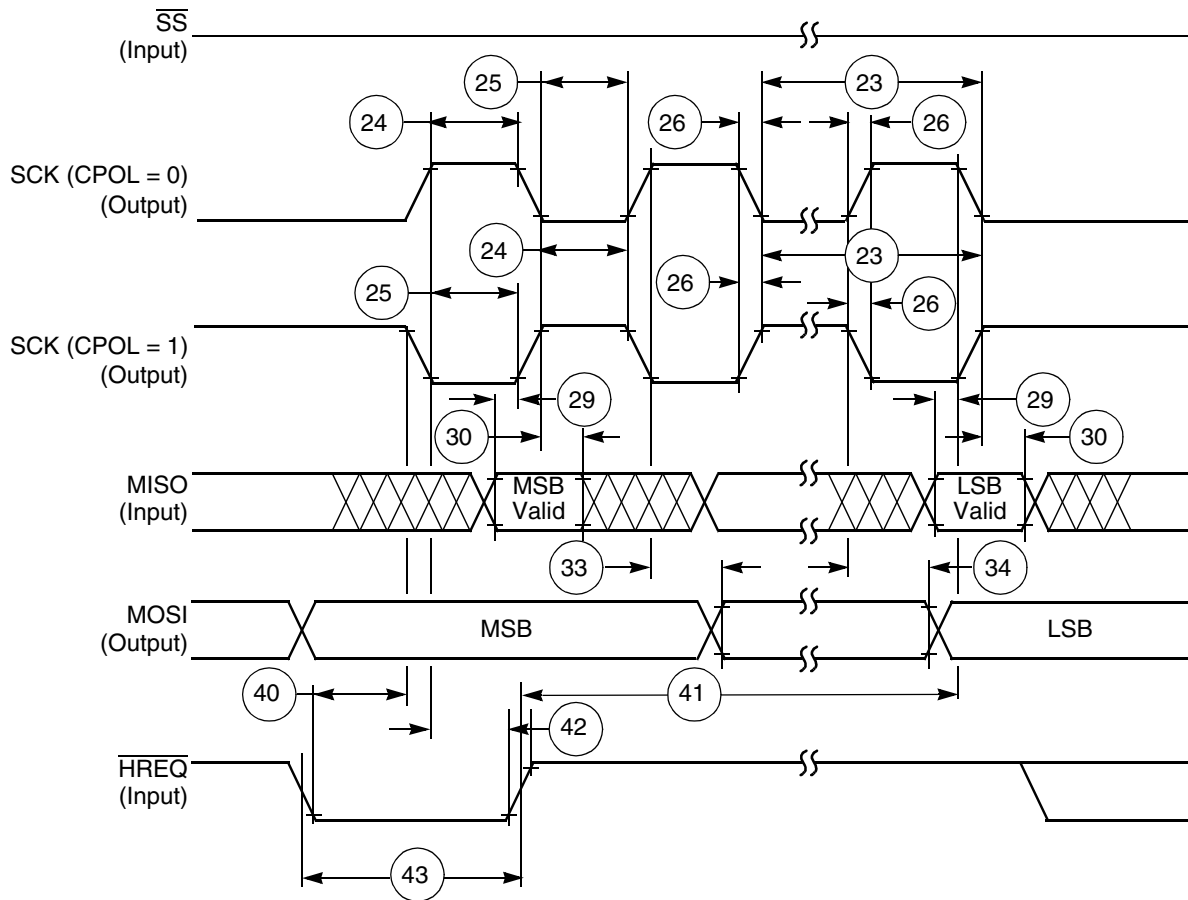 SS
(Input)
25
23
24
26
26
SCK (CPOL = 0)
(Output)
24
23
25
26
26
SCK (CPOL = 1)
(Output)
29
29
30
30
MISO
(Input)
MSB
Valid
LSB
Valid
33
34
MOSI
(Output)
MSB
LSB
40
41
42
HREQ
(Input)
43